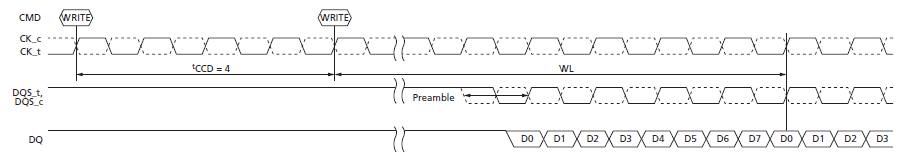 CMD WRITE WRITE
CK_c
CK_t
tCCD = 4 WL
DQS_t,
DQS_c
Preamble
DQ D0 D1 D2 D3 D4 D5 D6 D7 D0 D1 D2 D3